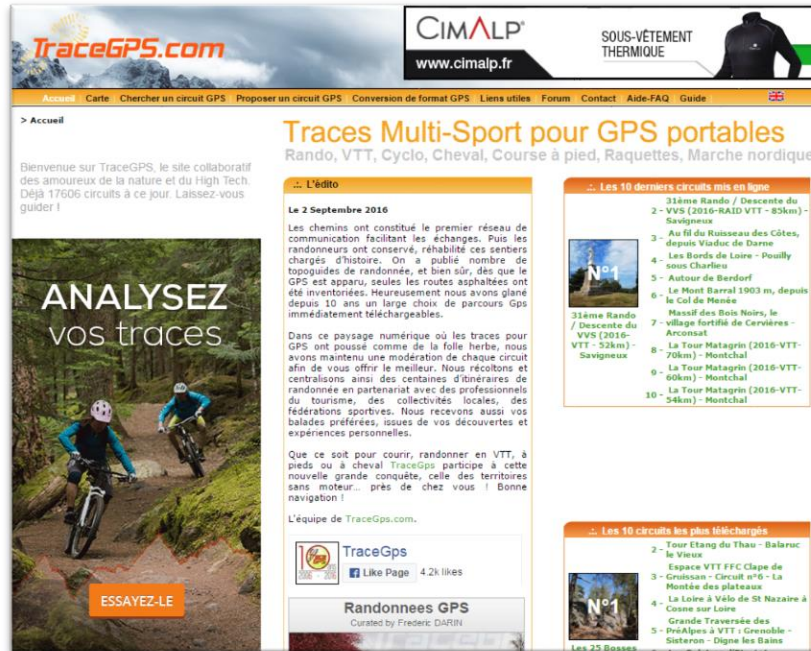 TraceGPS.com
CIMALP®
www.cimalp.fr
SOUS-VÊTEMENT
THERMIQUE
Accueil Carte Chercher un circuit GPS Proposer un circuit GPS Conversion de format GPS Liens utiles Forum Contact Aide-FAQ Guide
> Accueil
Bienvenue sur TraceGPS, le site collaboratif
des amoureux de la nature et du High Tech.
Déjà 17606 circuits à ce jour. Laissez-vous
guider !
ANALYSEZ
vos traces
ESSAYEZ-LE
Traces Multi-Sport pour GPS portables
Rando, VTT, Cyclo, Cheval, Course à pied, Raquettes, Marche nordique
.:. L'èdito
Le 2 Septembre 2016
Les chemins ont constitué le premier réseau de
communication facilitant les échanges. Puis les
randonneurs ont conservé, réhabilité ces sentiers
chargés d'histoire. On a publié nombre de
topoguides de randonnée, et bien sûr, dès que le
GPS est apparu, seules les routes asphaltées ont
été inventoriées. Heureusement nous avons glané
depuis 10 ans un large choix de parcours Gps
immédiatement téléchargeables.
Dans ce paysage numérique où les traces pour
GPS ont poussé comme de la folle herbe, nous
avons maintenu une modération de chaque circuit
afin de vous offrir le meilleur. Nous récoltons et
centralisons ainsi des centaines d'itinéraires de
randonnée en partenariat avec des professionnels
du tourisme, des collectivités locales, des
fédérations sportives. Nous recevons aussi vos
balades préférées, issues de vos découvertes et
expériences personnelles.
Que ce soit pour courir, randonner en VTT, à
pieds ou à cheval TraceGps participe à cette
nouvelle grande conquête, celle des territoires
sans moteur... près de chez vous ! Bonne
navigation !
L'équipe de TraceGps.com.
TraceGps
Like Page 4.2k likes
Randonnees GPS
Curated by Frederic DARIN
.:. Les 10 derniers circuits mis en ligne
N°1
31ème Rando
/ Descente du
VVS (2016-
VTT - 52km) -
Savigneux
31ème Rando / Descente du
2 - VVS (2016-RAID VTT - 85km) -
Savigneux
3 - Au fil du Ruisseau des Côtes,
depuis Viaduc de Darne
4 - Les Bords de Loire - Pouilly
sous Charlieu
5 - Autour de Berdorf
6 - Le Mont Barral 1903 m, depuis
le Col de Menée
Massif des Bois Noirs, le
7 - village fortifié de Cervières -
Arconsat
8 - La Tour Matagrin (2016-VTT-
70km) - Montchal
9 - La Tour Matagrin (2016-VTT-
60km) - Montchal
10 - La Tour Matagrin (2016-VTT-
54km) - Montchal
.:. Les 10 circuits les plus téléchargés
N°1
Les 25 Bosses
2 - Tour Etang du Thau - Balaruc
le Vieux
Espace VTT FFC Clape de
3 - Gruissan - Circuit n°6 - La
Montée des plateaux
4 - La Loire à Vélo de St Nazaire à
Cosne sur Loire
Grande Traversée des
5 - PréAlpes à VTT : Grenoble -
Sisteron - Digne les Bains